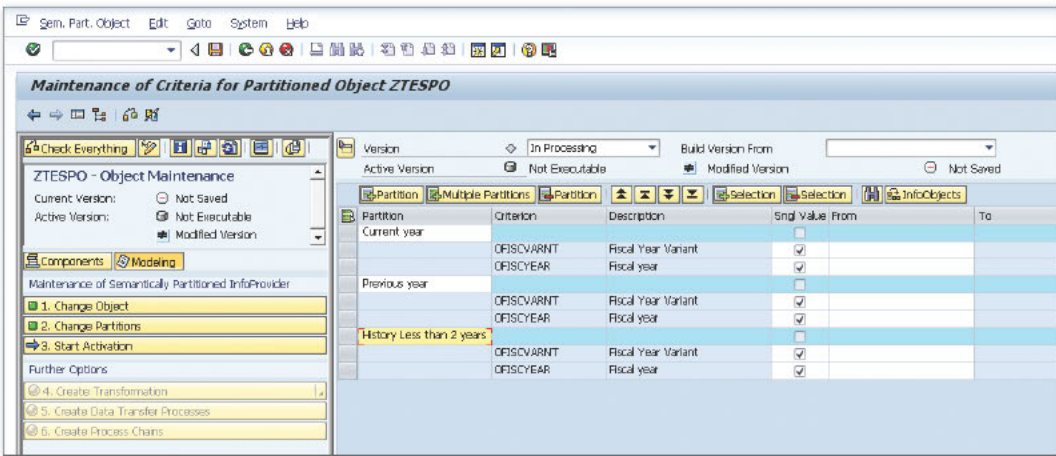 Sem. Part. Object Edit Goto System Help
Maintenance of Criteria for Partitioned Object ZTESPO
Check Everything
ZTESPO - Object Maintenance
Current Version: Not Saved
Active Version: Not Executable
Modified Version
Components Modeling
Maintenance of Semantically Partitioned InfoProvider
1. Change Object
2. Change Partitions
3. Start Activation
Further Options
4. Create Transformation
5. Create Data Transfer Processes
6. Create Process Chains
Version In Processing Build Version From
Active Version Not Executable Modified Version Not Saved
Partition Multiple Partitions Partition Selection Selection InfoObjects
Partition Criterion Description Sngl Value From To
Current year
0FISCVARNT Fiscal Year Variant
0FISCYEAR Fiscal year
Previous year
0FISCVARNT Fiscal Year Variant
0FISCYEAR Fiscal year
History Less than 2 years
0FISCVARNT Fiscal Year Variant
0FISCYEAR Fiscal year